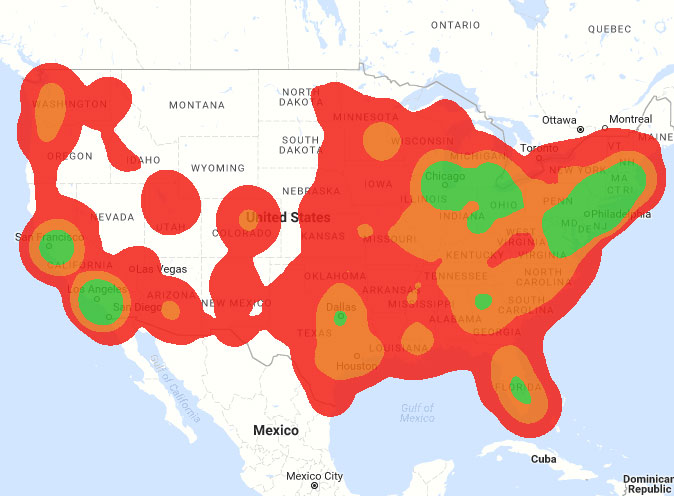 ONTARIO
QUEBEC
NORTH
DAKOTA
MONTANA
WASHINGTON
MINNESOTA
Ottawa
Montreal
MAINE
OREGON
IDAHO
SOUTH
DAKOTA
WISCONSIN
MICHIGAN
Toronto
VT
NH
WYOMING
NEBRASKA
IOWA
Chicago
ILLINOIS
NEW YORK
MA
CT
RI
PENN
OHIO
INDIANA
NEVADA
UTAH
United States
COLORADO
KANSAS
MISSOURI
WEST
VIRGINIA
MD
DE
NJ
Philadelphia
San Francisco
CALIFORNIA
Las Vegas
KENTUCKY
VIRGINIA
OKLAHOMA
TENNESSEE
NORTH
CAROLINA
Los Angeles
ARIZONA
NEW MEXICO
ARKANSAS
San Diego
Dallas
MISSISSIPPI
SOUTH
CAROLINA
ALABAMA
GEORGIA
TEXAS
LOUISIANA
Houston
FLORIDA
Gulf of
California
Gulf of
Mexico
Mexico
Cuba
Mexico City
Dominican
Republic